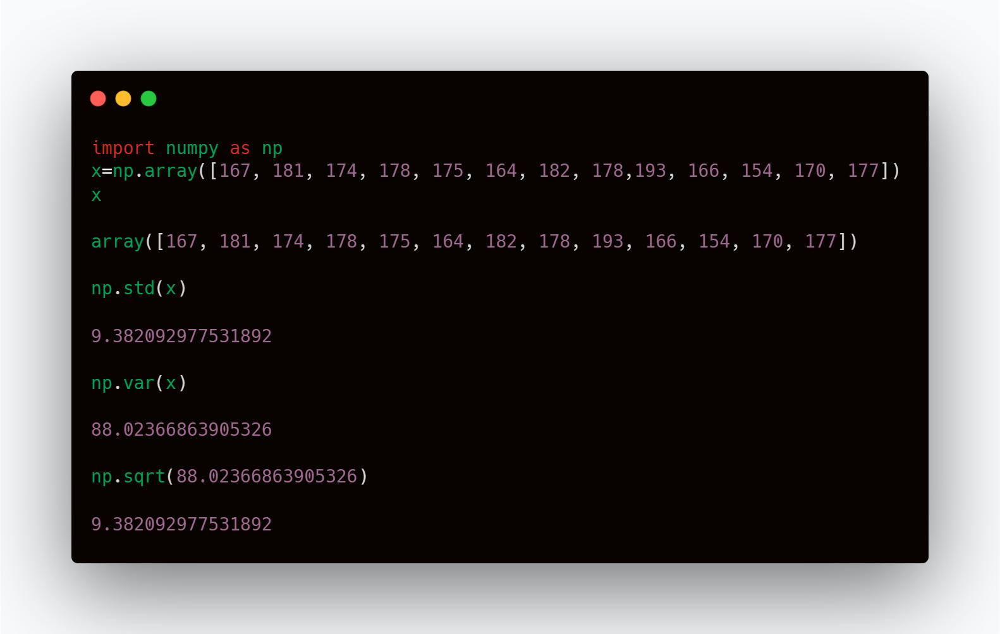 import numpy as np
x=np.array([167, 181, 174, 178, 175, 164, 182, 178,193, 166, 154, 170, 177])
x
array([167, 181, 174, 178, 175, 164, 182, 178, 193, 166, 154, 170, 177])
np.std(x)
9.382092977531892
np.var(x)
88.02366863905326
np.sqrt(88.02366863905326)
9.382092977531892